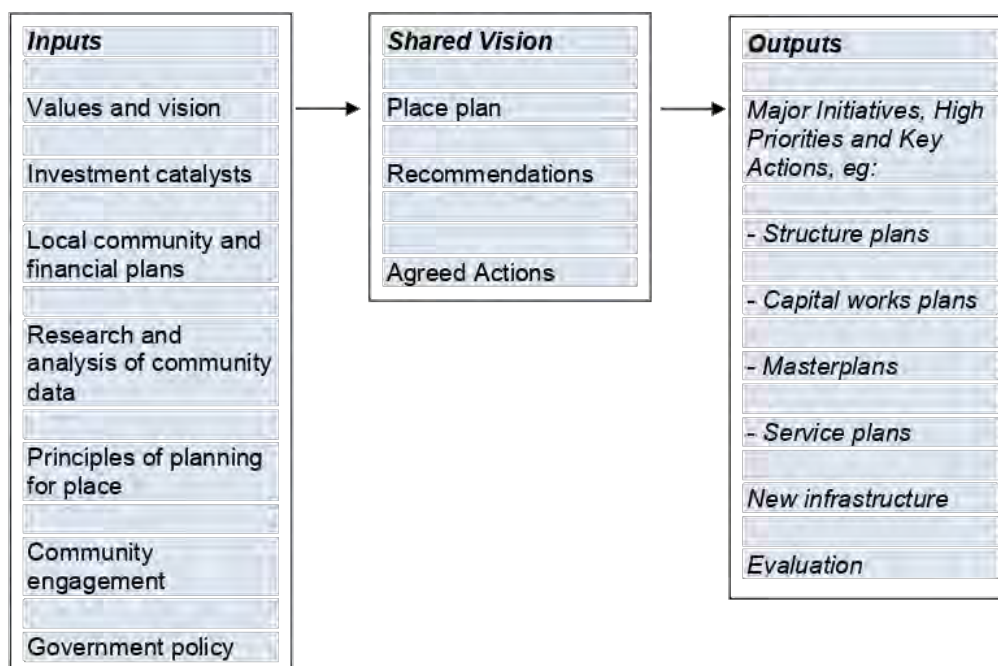 Inputs
Values and vision
Investment catalysts
Local community and
financial plans
Research and
analysis of community
data
Principles of planning
for place
Community
engagement
Government policy
Shared Vision
Place plan
Recommendations
Agreed Actions
Outputs
Major Initiatives, High
Priorities and Key
Actions, eg:
- Structure plans
- Capital works plans
- Masterplans
- Service plans
New infrastructure
Evaluation